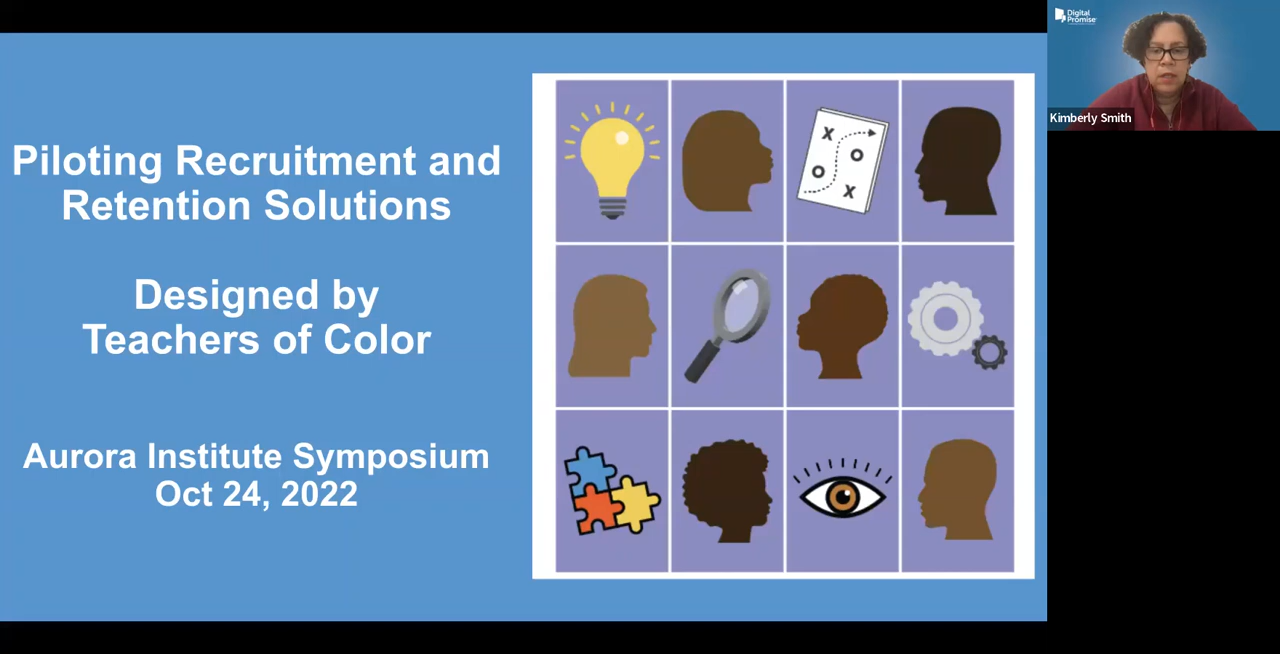 Piloting Recruitment and
Retention Solutions
Designed by
Teachers of Color
Aurora Institute Symposium
Oct 24, 2022
X
O
O
X
Digital
Promise
Kimberly Smith